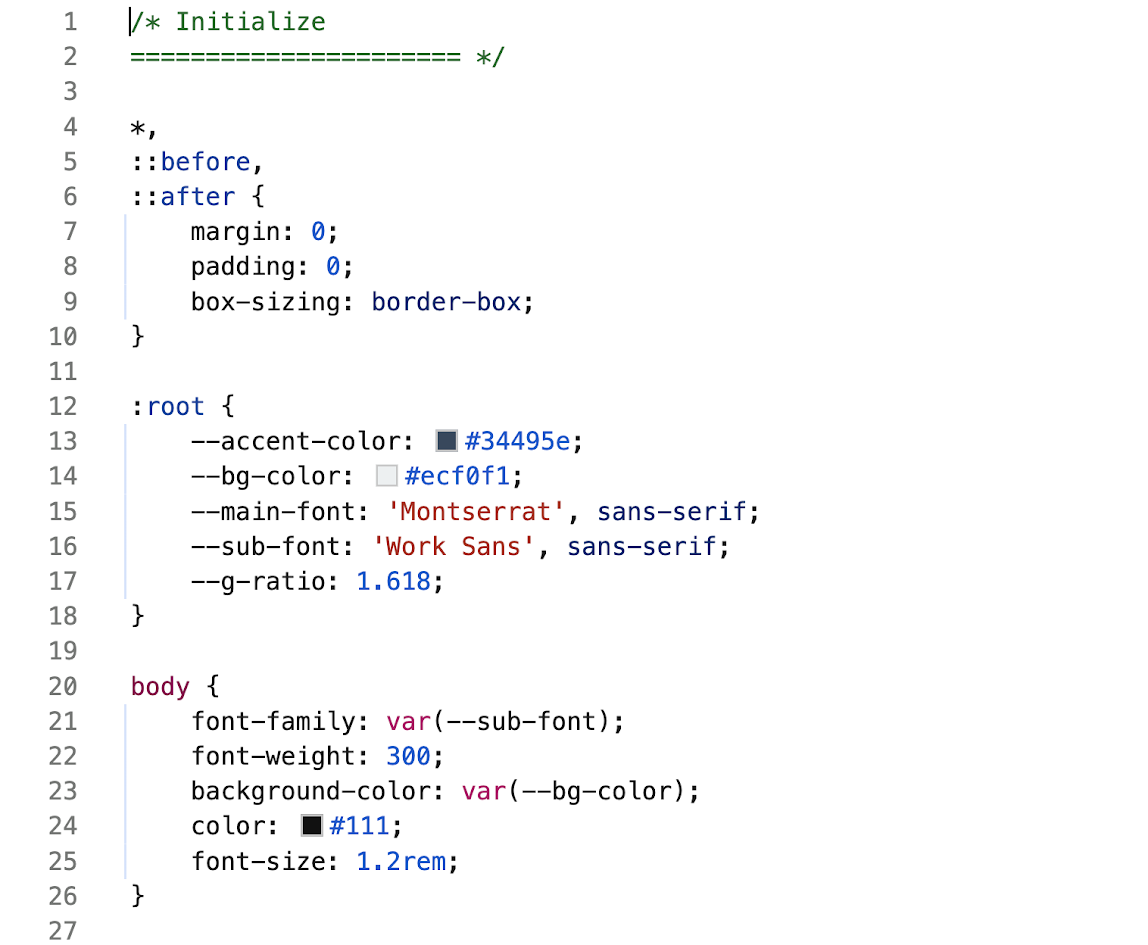 1 /* Initialize
2 ====================== */
3
4 *,
5 ::before,
6 ::after {
7     margin: 0;
8     padding: 0;
9     box-sizing: border-box;
10 }
11
12 :root {
13     --accent-color: #34495e;
14     --bg-color: #ecf0f1;
15     --main-font: 'Montserrat', sans-serif;
16     --sub-font: 'Work Sans', sans-serif;
17     --g-ratio: 1.618;
18 }
19
20 body {
21     font-family: var(--sub-font);
22     font-weight: 300;
23     background-color: var(--bg-color);
24     color: #111;
25     font-size: 1.2rem;
26 }
27